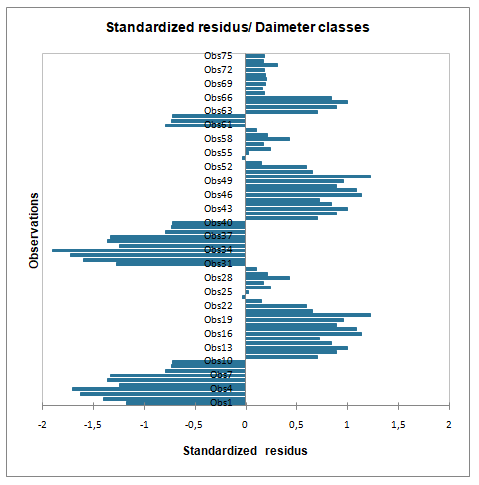 Standardized residus/ Daimeter classes
Obs75
Obs72
Obs69
Obs66
Obs63
Obs61
Obs58
Obs55
Obs52
Obs49
Obs46
Obs43
Obs40
Obs37
Obs34
Obs31
Obs28
Obs25
Obs22
Obs19
Obs16
Obs13
Obs10
Obs7
Obs4
Obs1
Observations
-2 -1,5 -1 -0,5 0 0,5 1 1,5 2
Standardized residus